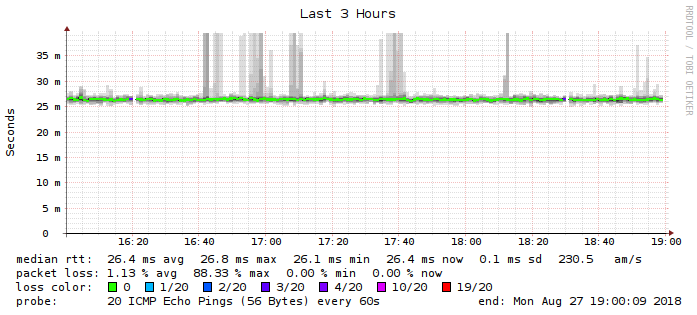 Last 3 Hours
RRDTOOL / TOBI OETIKER
Seconds
35 m
30 m
25 m
20 m
15 m
10 m
5 m
0
16:20 16:40 17:00 17:20 17:40 18:00 18:20 18:40 19:00
median rtt: 26.4 ms avg 26.8 ms max 26.1 ms min 26.4 ms now 0.1 ms sd 230.5 am/s
packet loss: 1.13 % avg 88.33 % max 0.00 % min 0.00 % now
loss color: 0 1/20 2/20 3/20 4/20 10/20 19/20
probe: 20 ICMP Echo Pings (56 Bytes) every 60s end: Mon Aug 27 19:00:09 2018